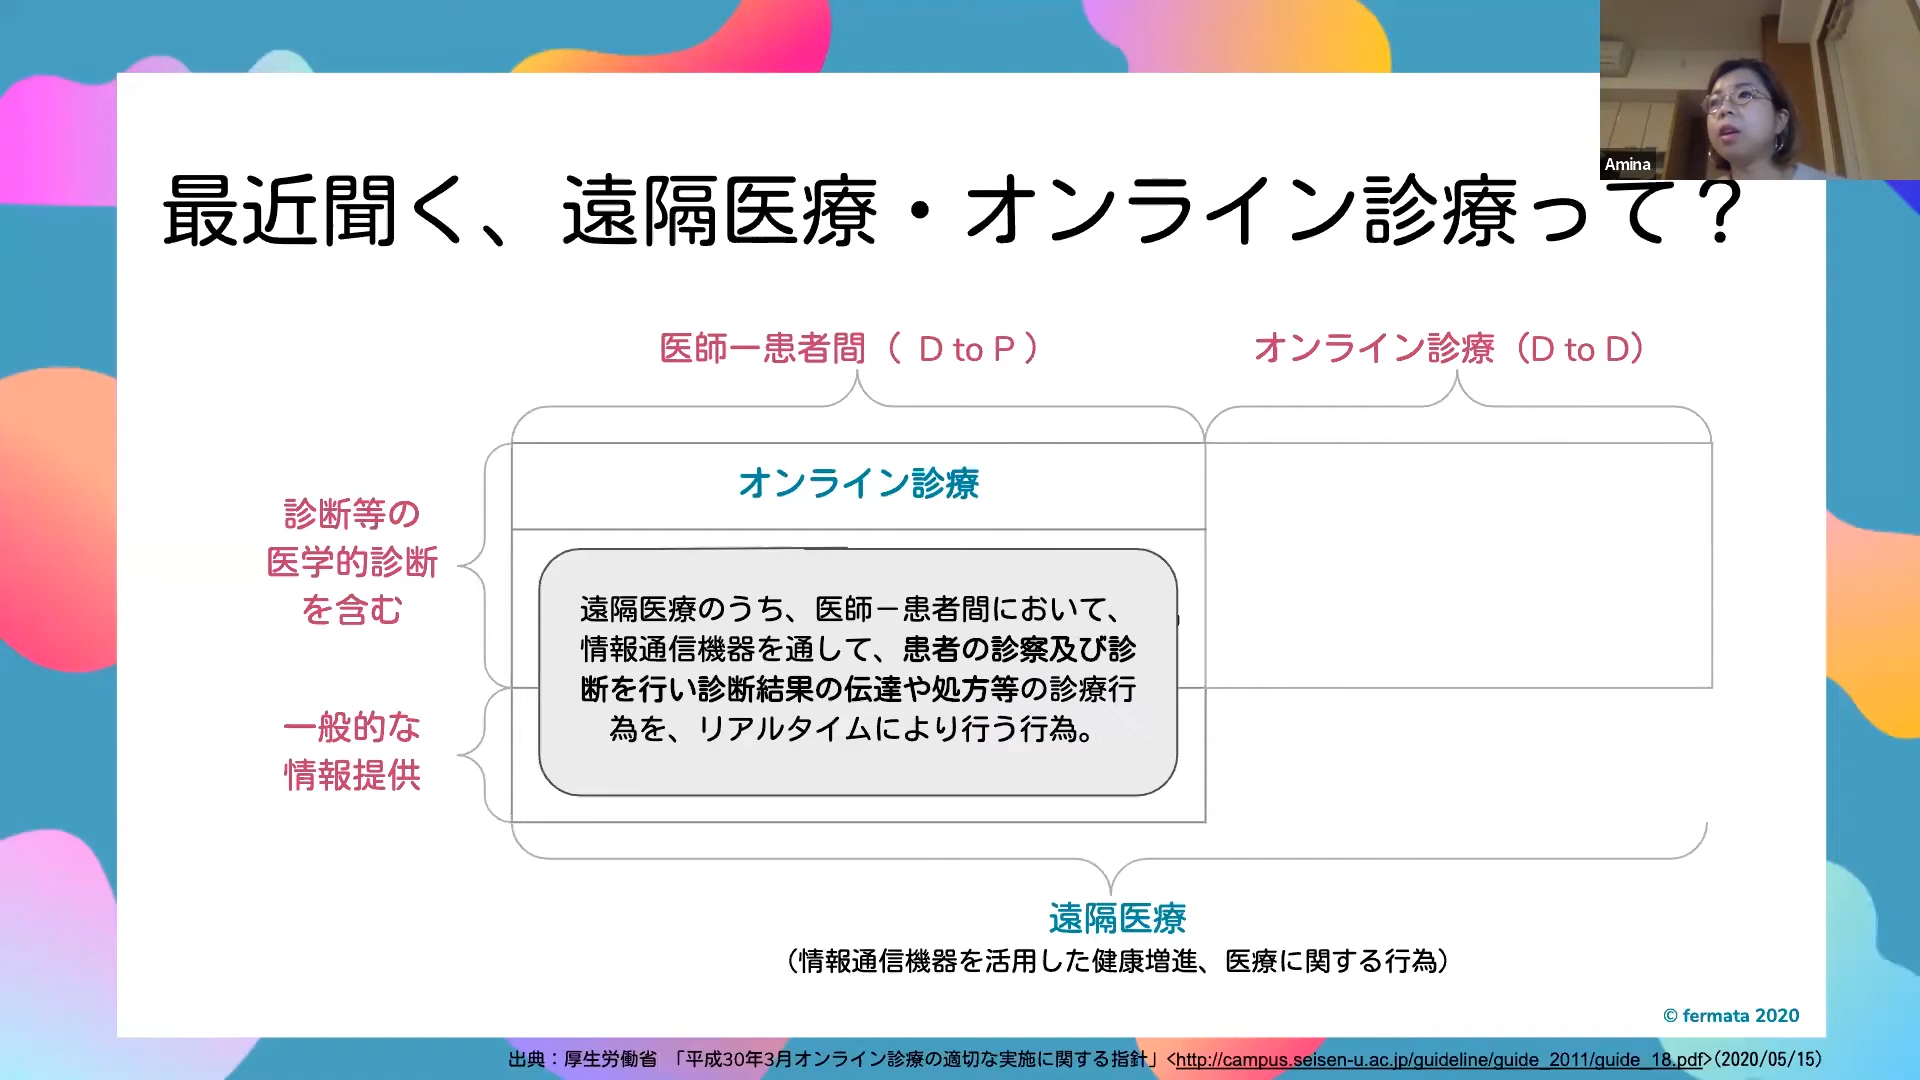 Amina
最近聞く、遠隔医療・オンライン診療って？
医師ー患者間（ D to P ）
オンライン診療（D to D）
オンライン診療
診断等の
医学的診断
を含む
遠隔医療のうち、医師－患者間において、
情報通信機器を通して、患者の診察及び診
断を行い診断結果の伝達や処方等の診療行
為を、リアルタイムにより行う行為。
一般的な
情報提供
遠隔医療
（情報通信機器を活用した健康増進、医療に関する行為）
© fermata 2020
出典：厚生労働省 「平成30年3月オンライン診療の適切な実施に関する指針」<http://campus.seisen-u.ac.jp/guideline/guide_2011/guide_18.pdf>(2020/05/15)